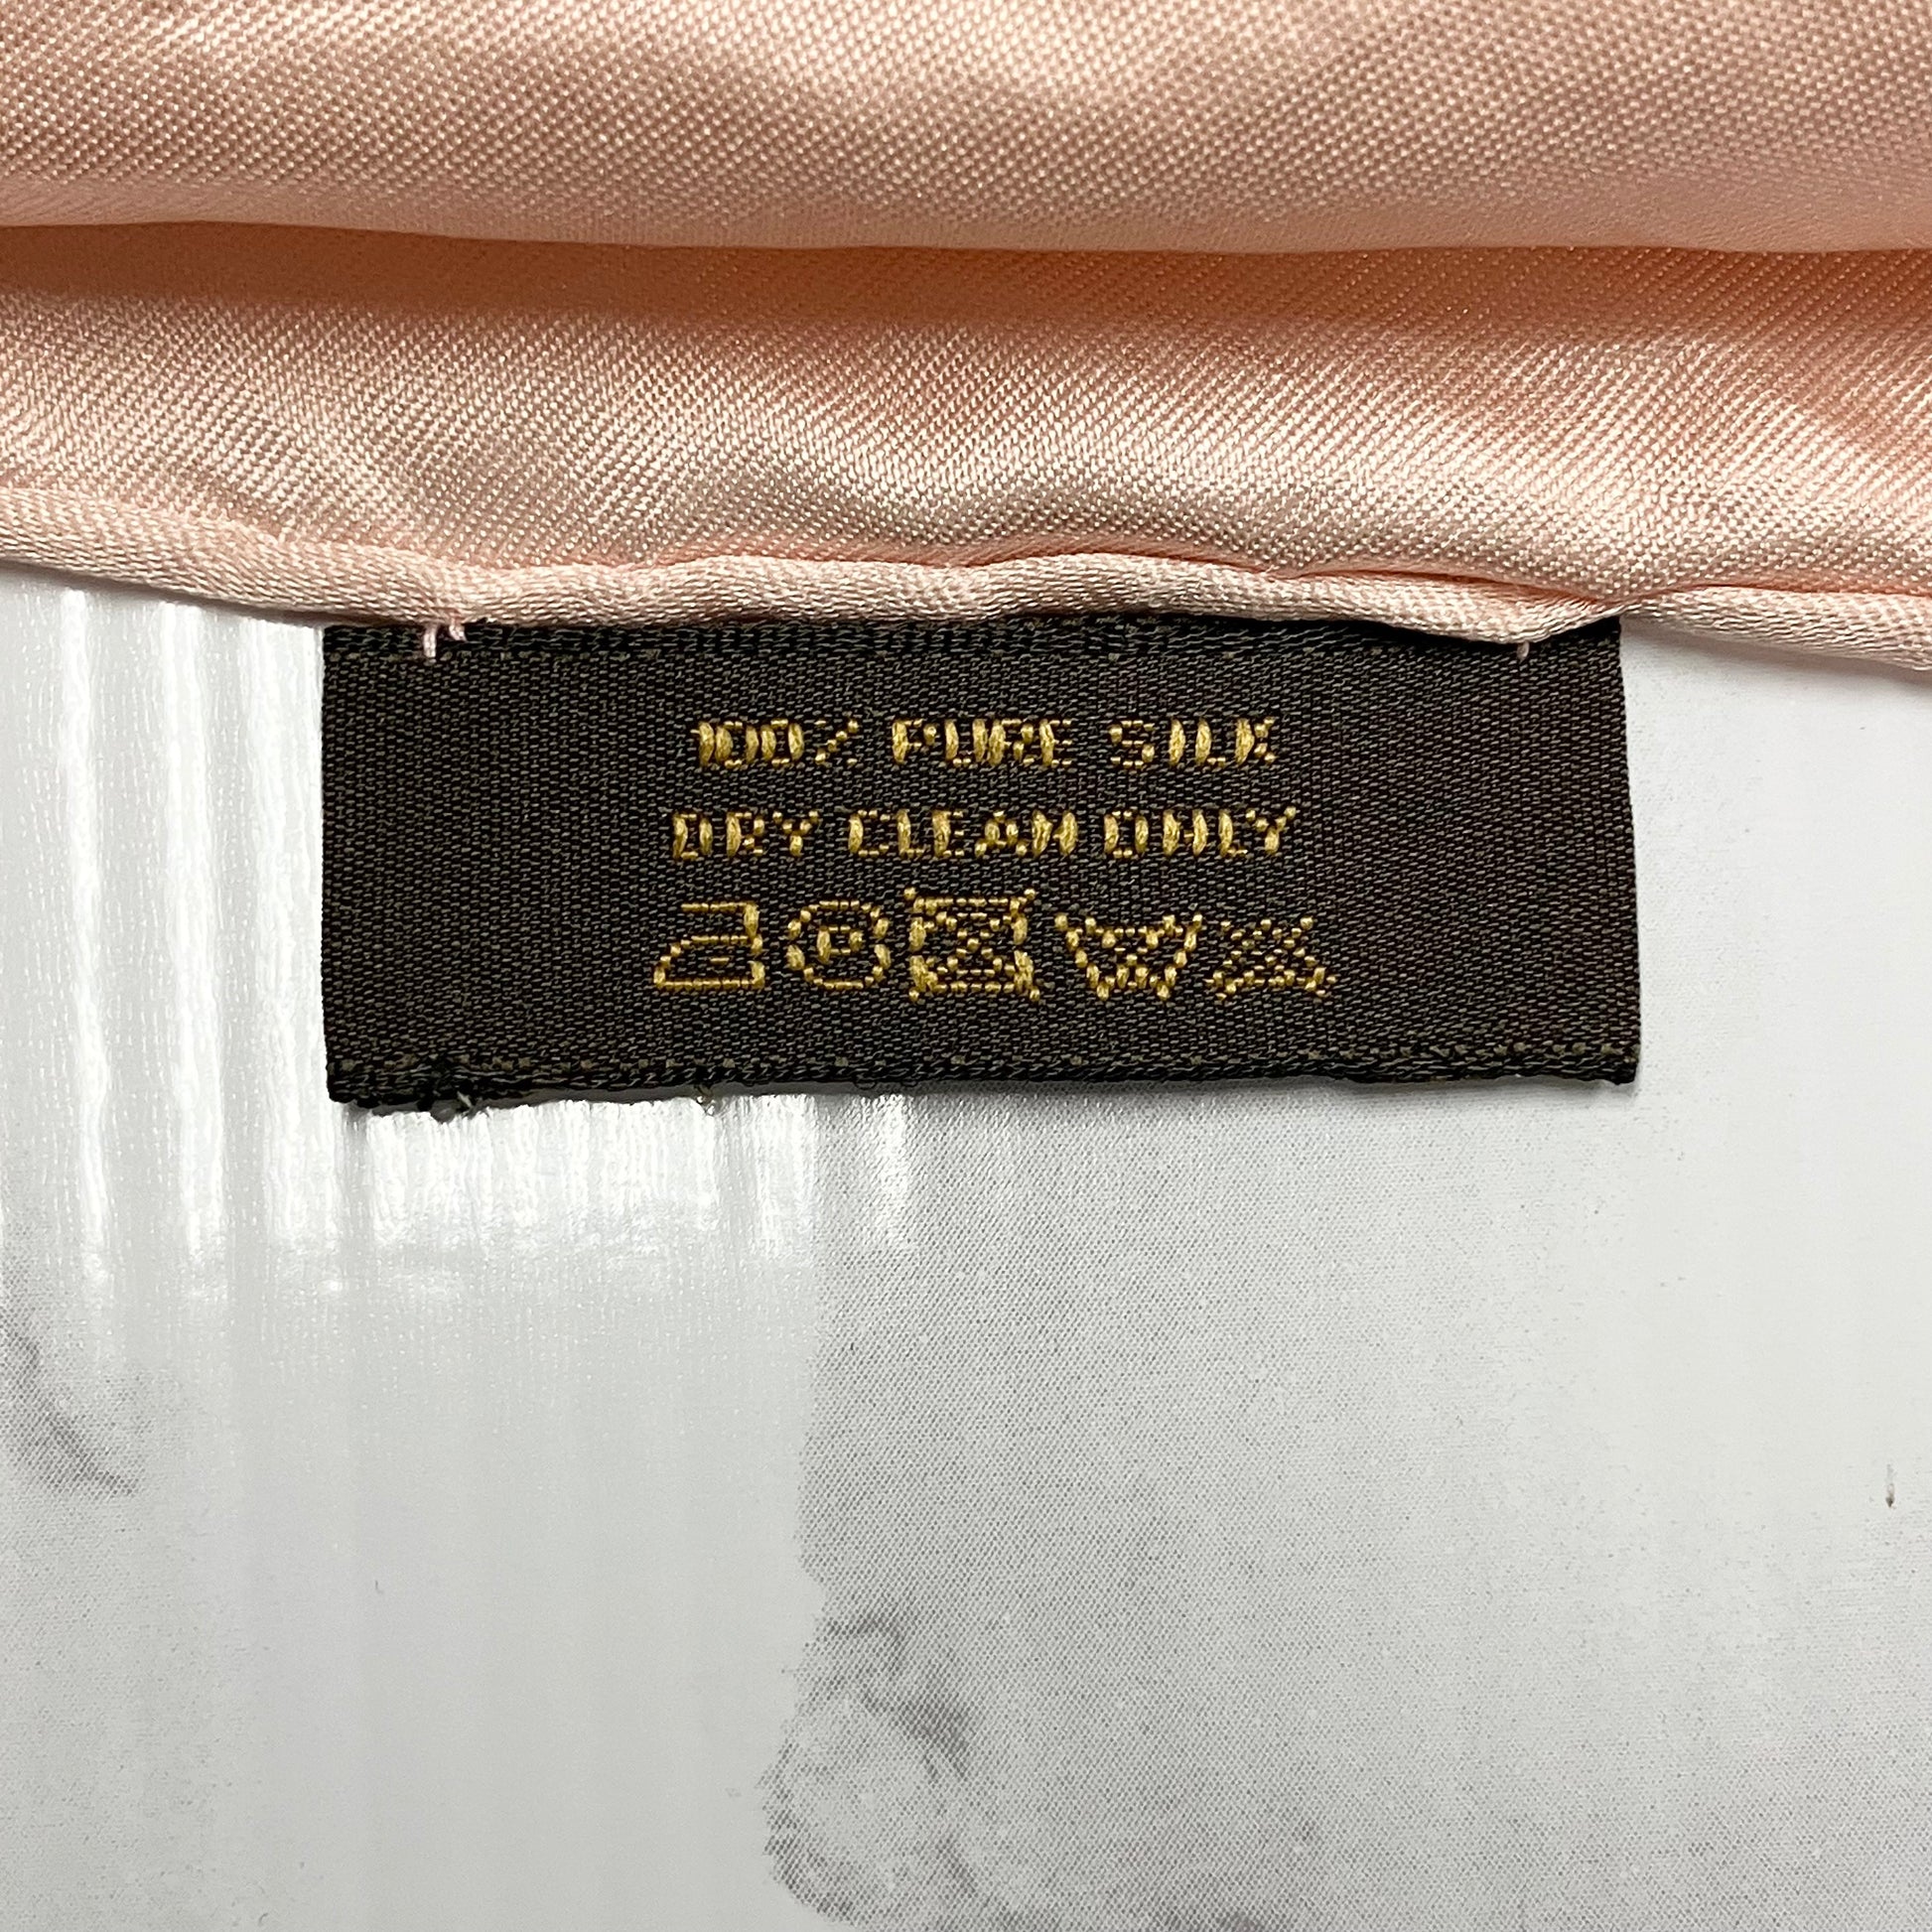 100% PURE SILK
DRY CLEAN ONLY
P